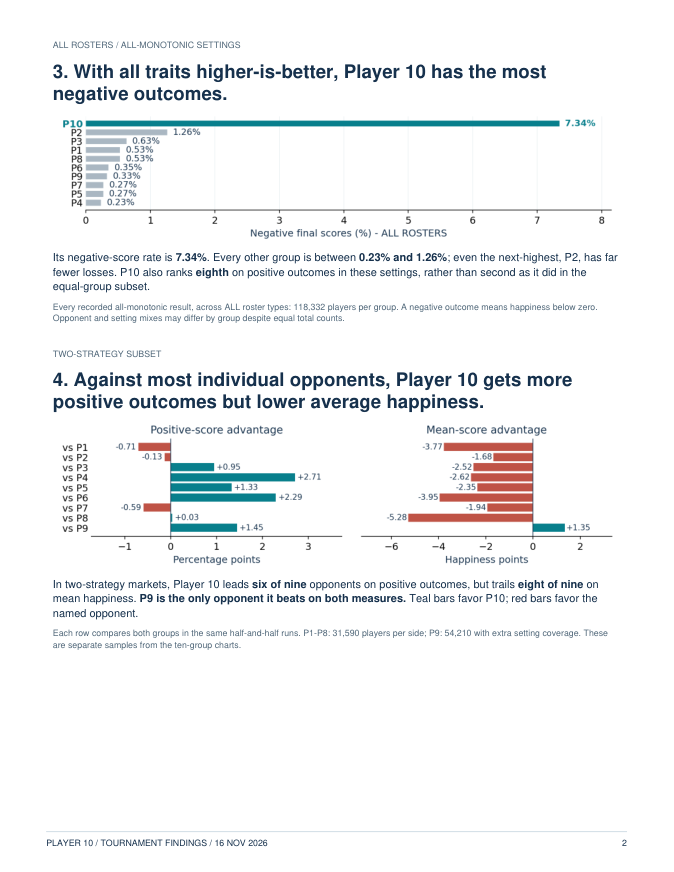 ALL ROSTERS / ALL-MONOTONIC SETTINGS
3. With all traits higher-is-better, Player 10 has the most
negative outcomes.
P10 7.34%
P2 1.26%
P3 0.63%
P1 0.53%
P8 0.53%
P6 0.35%
P9 0.33%
P7 0.27%
P5 0.27%
P4 0.23%
0 1 2 3 4 5 6 7 8
Negative final scores (%) - ALL ROSTERS
Its negative-score rate is 7.34%. Every other group is between 0.23% and 1.26%; even the next-highest, P2, has far
fewer losses. P10 also ranks eighth on positive outcomes in these settings, rather than second as it did in the
equal-group subset.
Every recorded all-monotonic result, across ALL roster types: 118,332 players per group. A negative outcome means happiness below zero.
Opponent and setting mixes may differ by group despite equal total counts.
TWO-STRATEGY SUBSET
4. Against most individual opponents, Player 10 gets more
positive outcomes but lower average happiness.
Positive-score advantage
vs P1 -0.71
vs P2 -0.13
vs P3 +0.95
vs P4 +2.71
vs P5 +1.33
vs P6 +2.29
vs P7 -0.59
vs P8 +0.03
vs P9 +1.45
−1 0 1 2 3
Percentage points
Mean-score advantage
-3.77
-1.68
-2.52
-2.62
-2.35
-3.95
-1.94
-5.28
+1.35
−6 −4 −2 0 2
Happiness points
In two-strategy markets, Player 10 leads six of nine opponents on positive outcomes, but trails eight of nine on
mean happiness. P9 is the only opponent it beats on both measures. Teal bars favor P10; red bars favor the
named opponent.
Each row compares both groups in the same half-and-half runs. P1-P8: 31,590 players per side; P9: 54,210 with extra setting coverage. These
are separate samples from the ten-group charts.
PLAYER 10 / TOURNAMENT FINDINGS / 16 NOV 2026 2